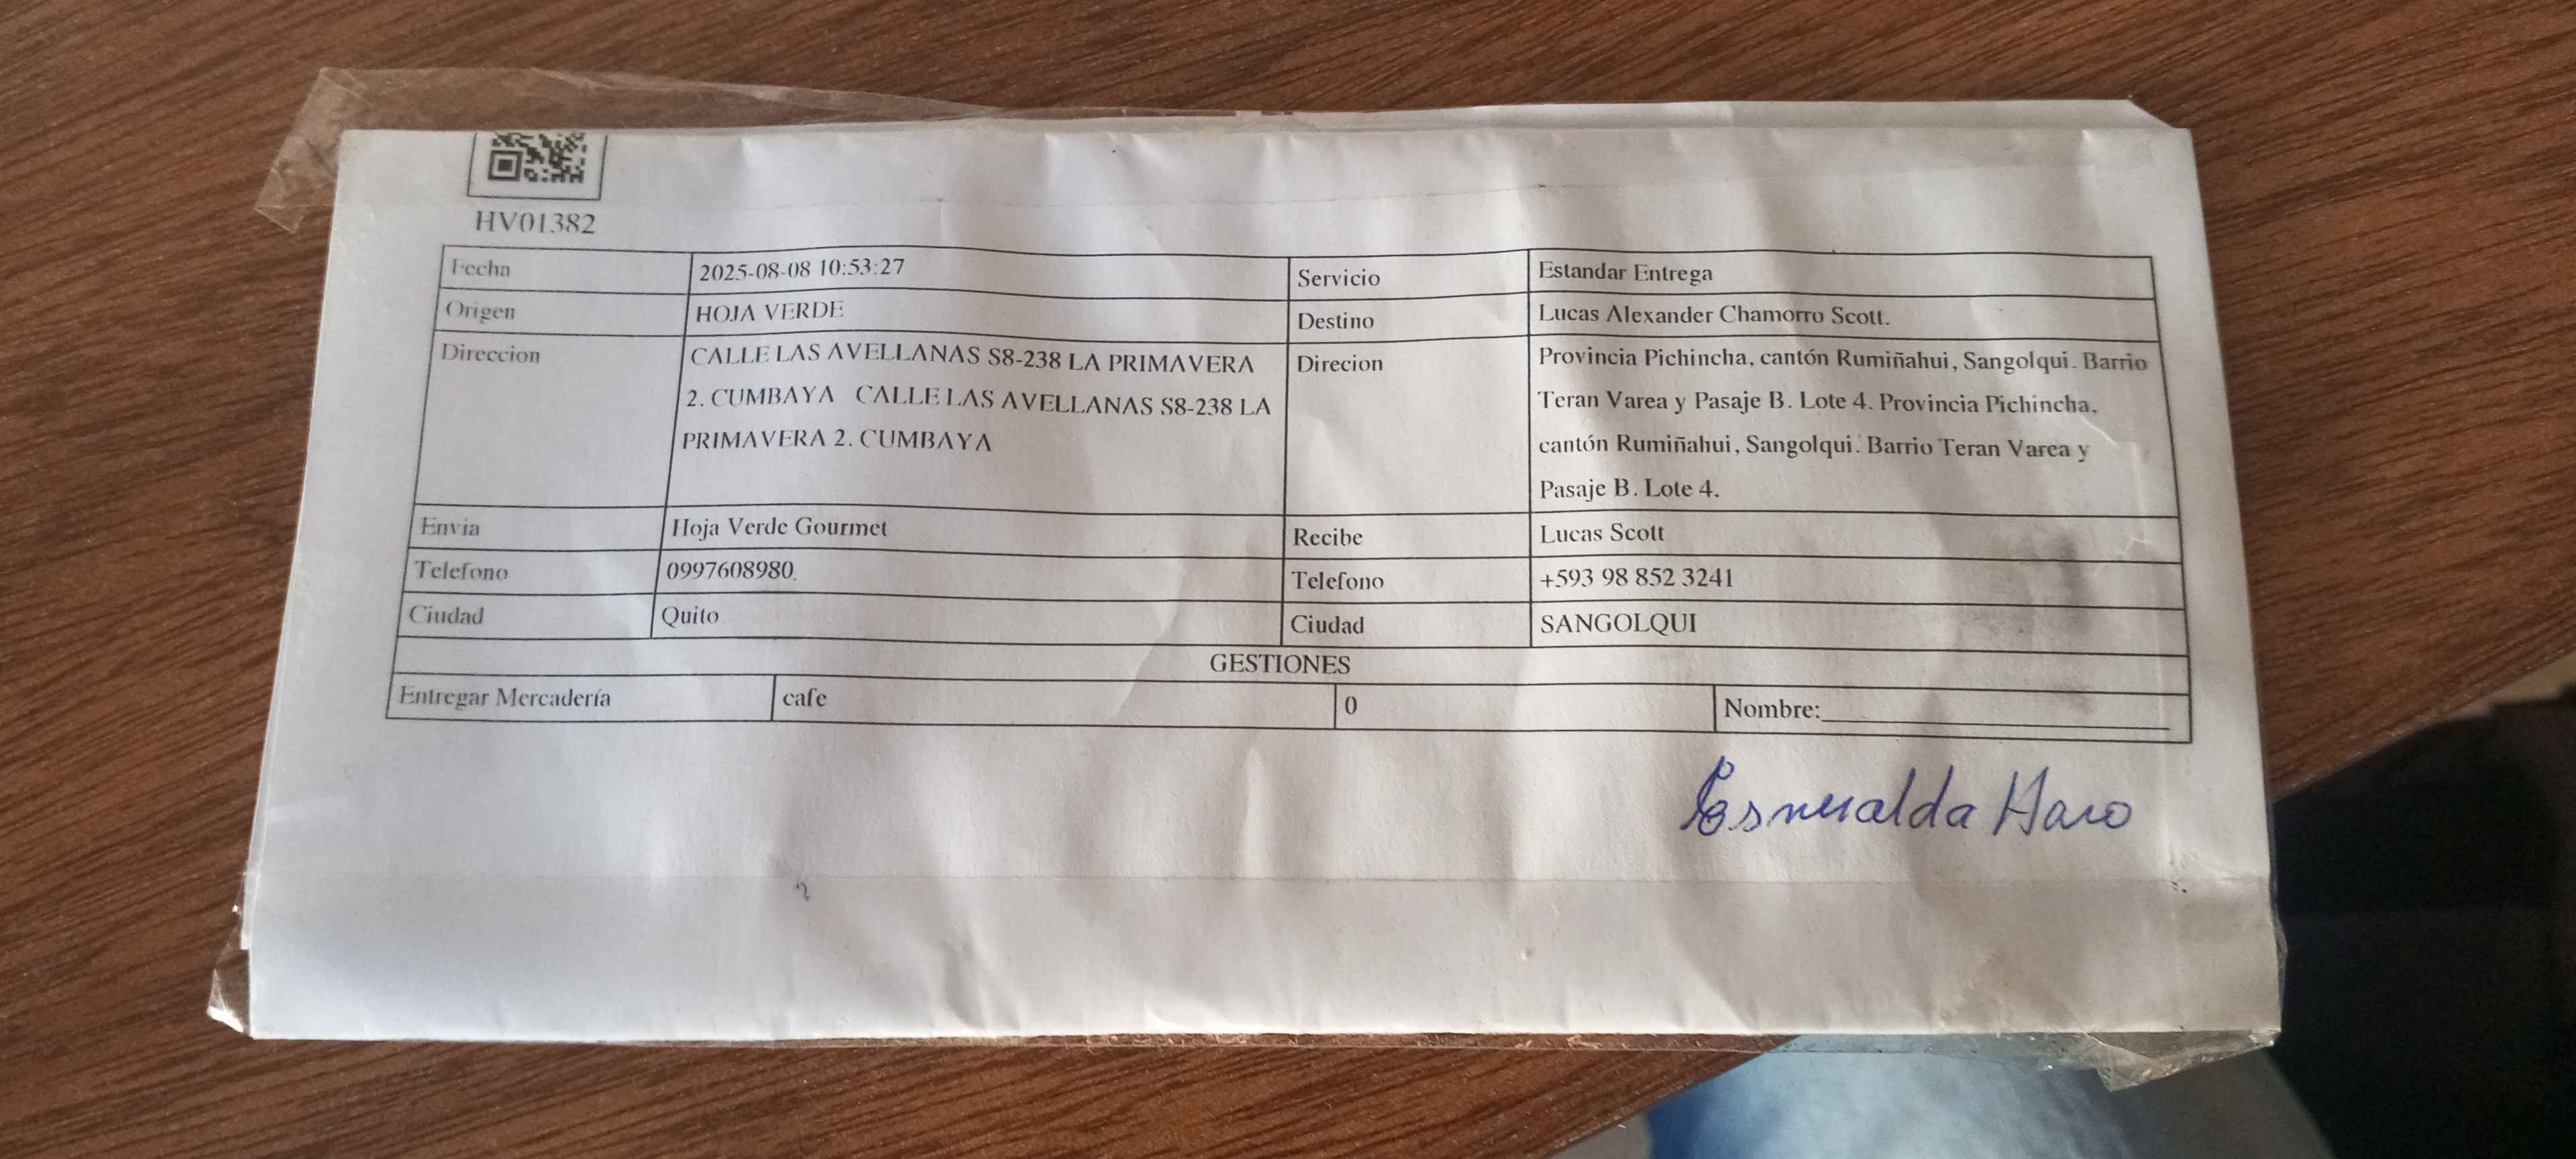 HV01382
Fecha 2025-08-08 10:53:27 Servicio Estandar Entrega
Origen HOJA VERDE Destino Lucas Alexander Chamorro Scott.
Direccion CALLE LAS AVELLANAS S8-238 LA PRIMAVERA Direcion Provincia Pichincha, cantón Rumiñahui, Sangolqui. Barrio
2. CUMBAYA CALLE LAS AVELLANAS S8-238 LA Teran Varea y Pasaje B. Lote 4. Provincia Pichincha,
PRIMAVERA 2. CUMBAYA cantón Rumiñahui, Sangolqui. Barrio Teran Varea y
Pasaje B. Lote 4.
Envia Hoja Verde Gourmet Recibe Lucas Scott
Telefono 0997608980 Telefono +593 98 852 3241
Ciudad Quito Ciudad SANGOLQUI
GESTIONES
Entregar Mercadería cafe 0 Nombre:
Esmeralda Haro